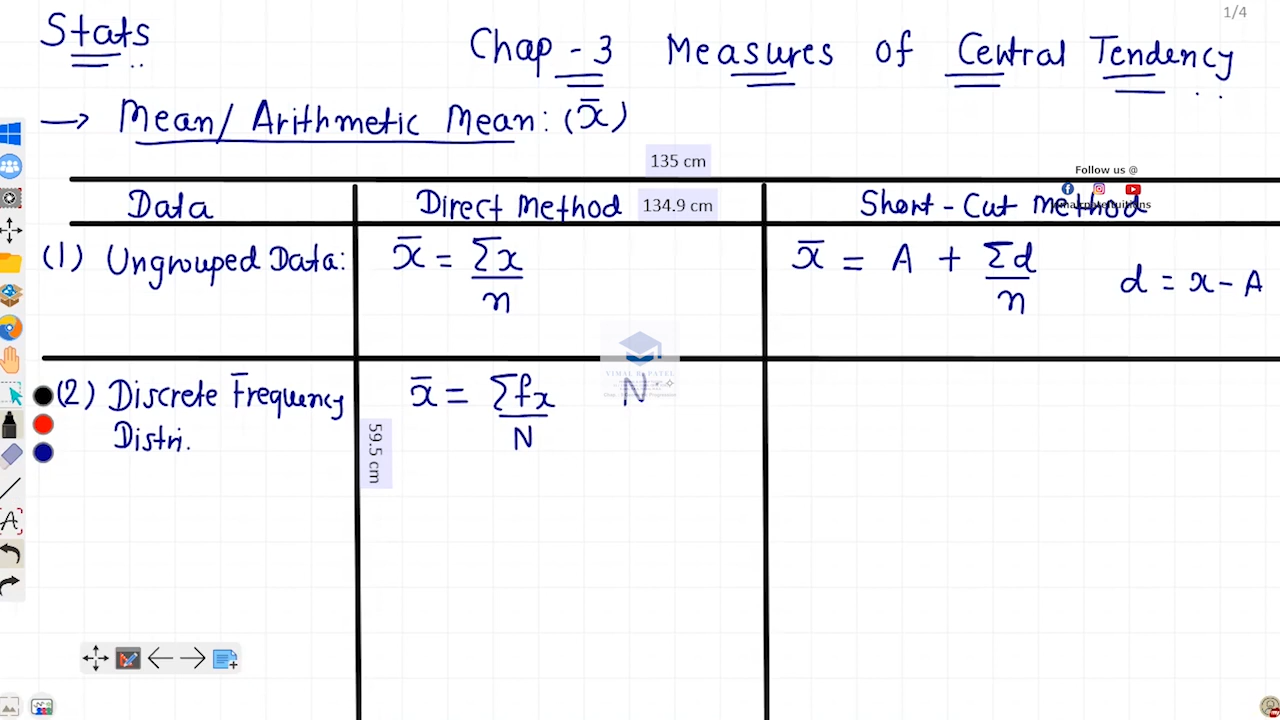 1/4
Stats
Chap - 3 Measures of Central Tendency
→ Mean/ Arithmetic Mean: (x̄)
135 cm
Follow us @
Data
Direct Method
134.9 cm
Short-Cut Method
(1) Ungrouped Data:
x̄ = Σx / n
x̄ = A + Σd / n
d = x - A
VIMAL R. PATEL
(2) Discrete Frequency
Distri.
x̄ = Σfx / N
N
59.5 cm